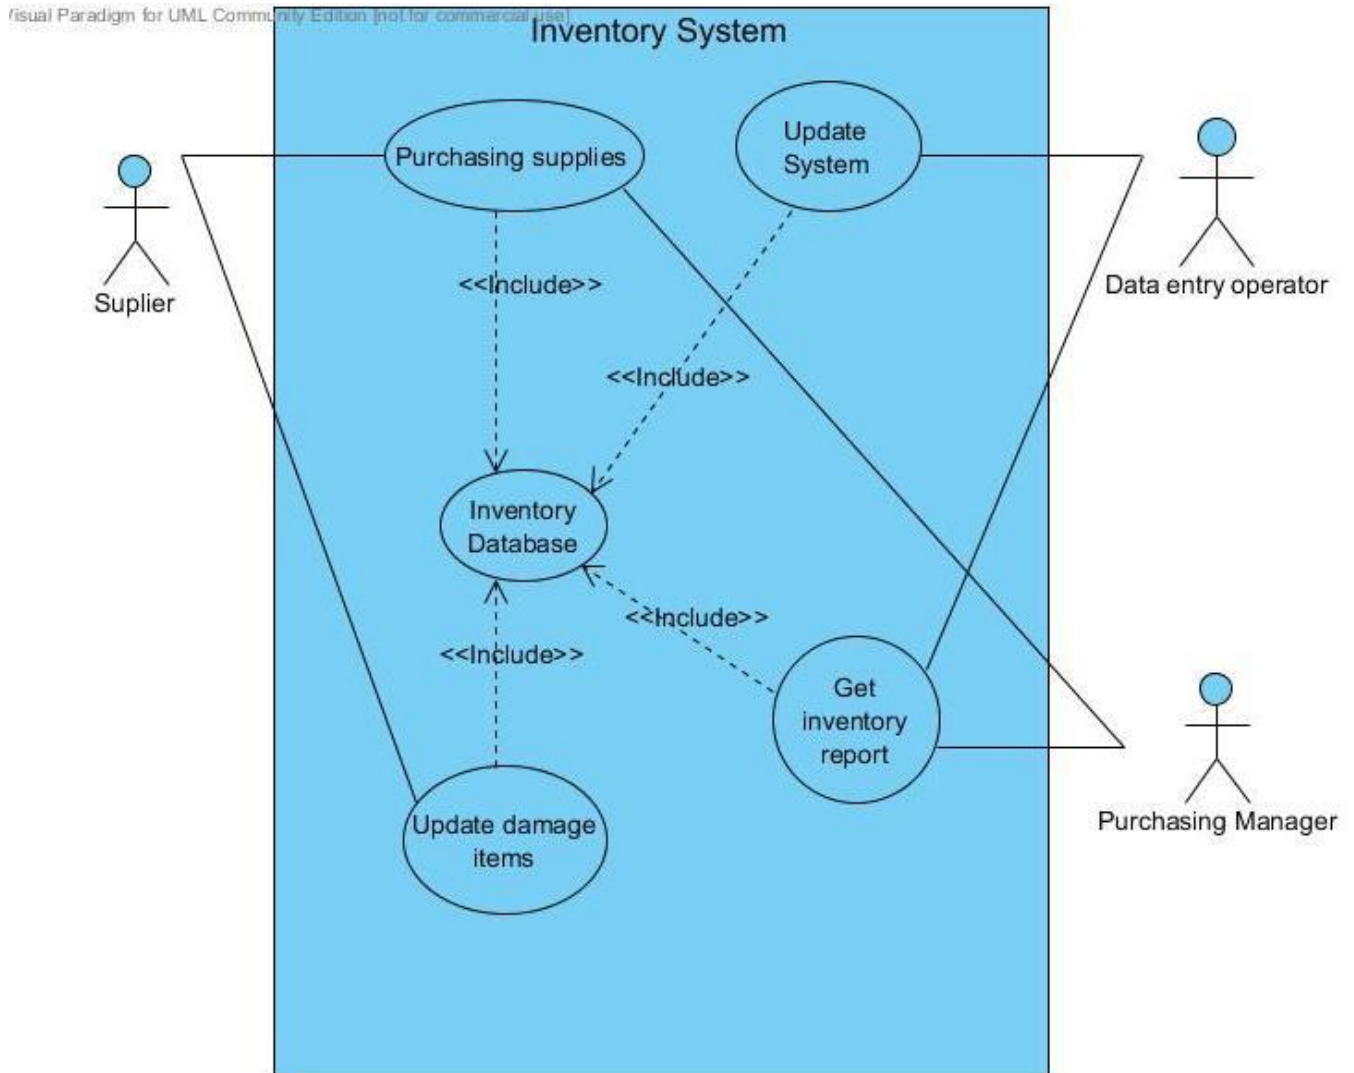 Visual Paradigm for UML Community Edition [not for commercial use]
Inventory System
Purchasing supplies
Update
System
Suplier
Data entry operator
<<Include>>
<<Include>>
Inventory
Database
<<Include>>
<<Include>>
Get
inventory
report
Purchasing Manager
Update damage
items